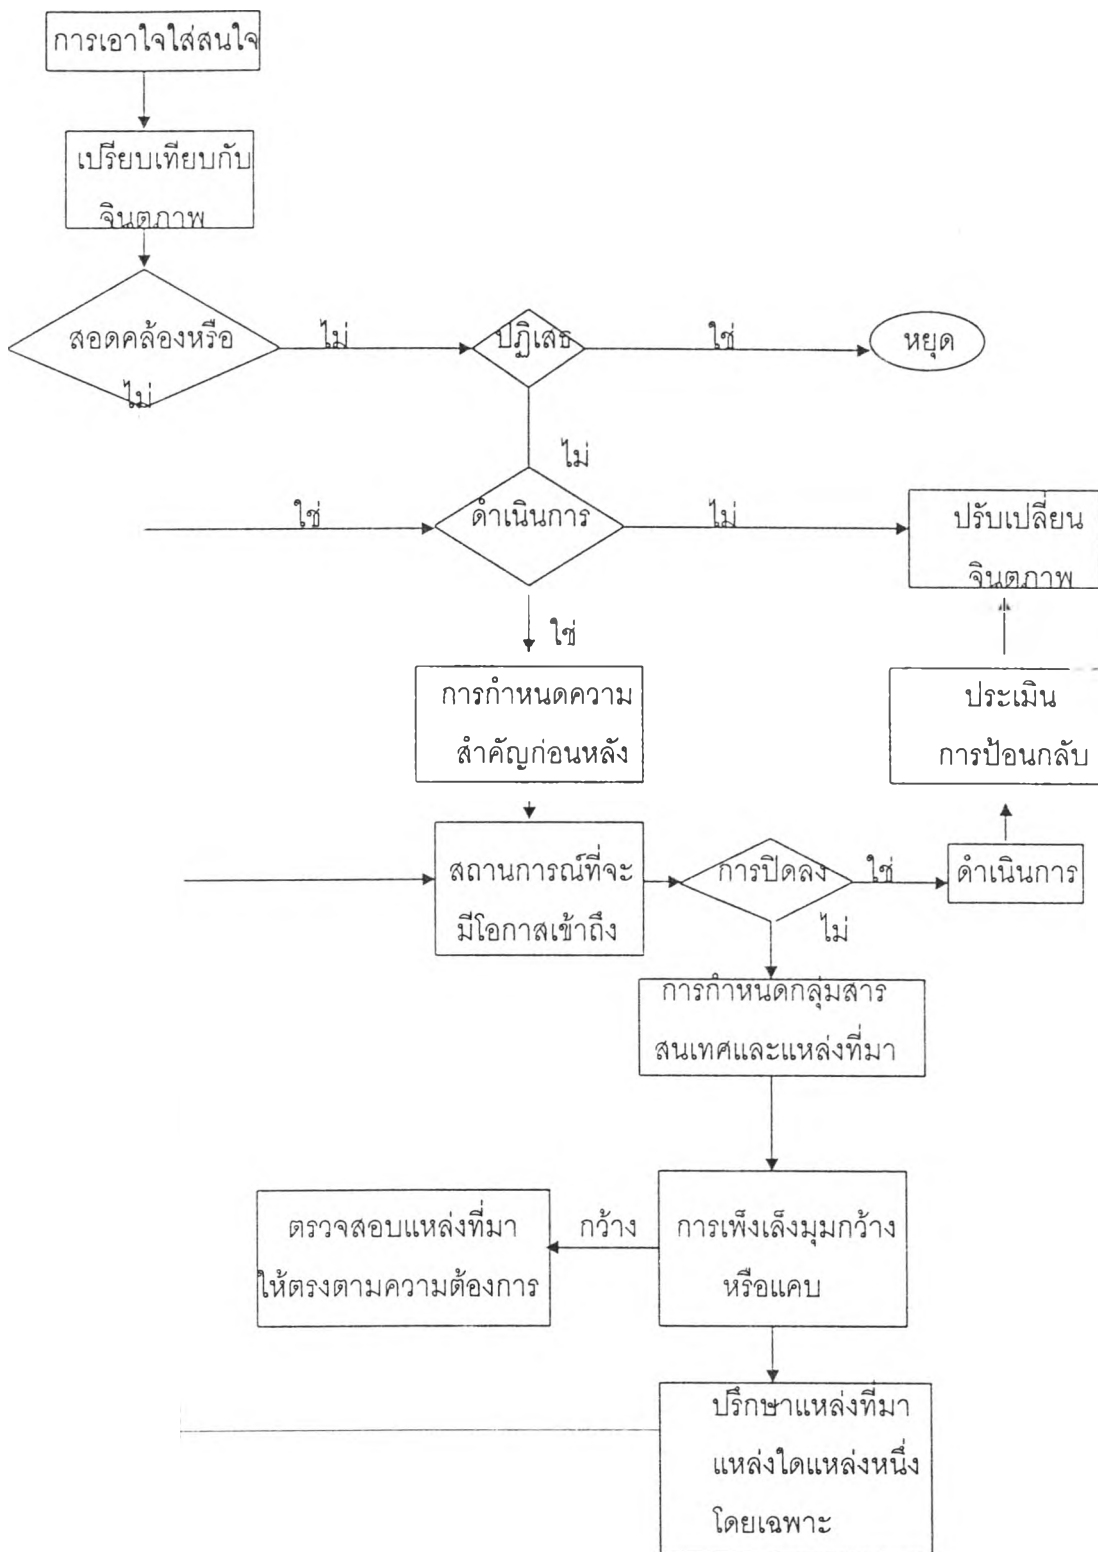 การเอาใจใส่สนใจ
เปรียบเทียบกับ
จินตภาพ
สอดคล้องหรือ
ไม่
ไม่
ปฏิเสธ
ใช่
หยุด
ไม่
ใช่
ดำเนินการ
ไม่
ปรับเปลี่ยน
จินตภาพ
ใช่
การกำหนดความ
สำคัญก่อนหลัง
ประเมิน
การป้อนกลับ
สถานการณ์ที่จะ
มีโอกาสเข้าถึง
การปิดลง
ใช่
ดำเนินการ
ไม่
การกำหนดกลุ่มสาร
สนเทศและแหล่งที่มา
ตรวจสอบแหล่งที่มา
ให้ตรงตามความต้องการ
กว้าง
การเพ็งเล็งมุมกว้าง
หรือแคบ
ปรึกษาแหล่งที่มา
แหล่งใดแหล่งหนึ่ง
โดยเฉพาะ